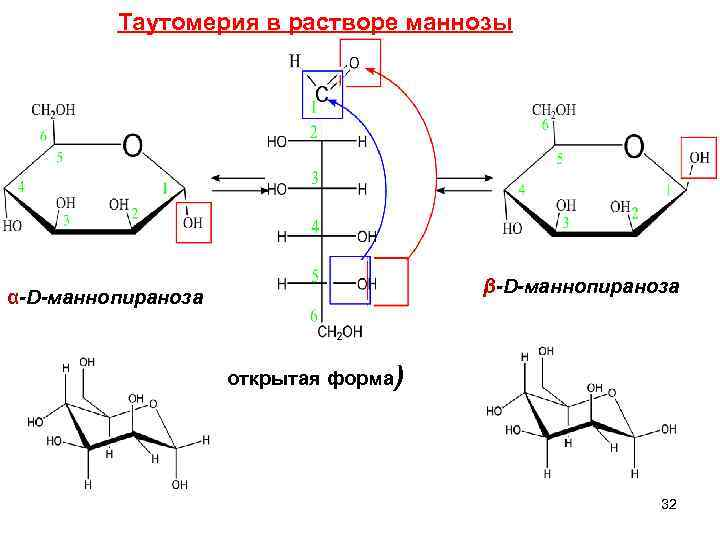 Таутомерия в растворе маннозы
H O
C
1
CH₂OH
6
O
5
4
1
HO
OH
3
OH
2
OH
2
HO H
3
HO H
4
H OH
5
H OH
6
CH₂OH
CH₂OH
6
O
5
4
1
OH
HO
OH
3
OH
2
α-D-маннопираноза
β-D-маннопираноза
открытая форма)
H
OH
HO
HO
OH
O
H
H
H
H
OH
H
OH
HO
HO
OH
O
OH
H
H
H
32